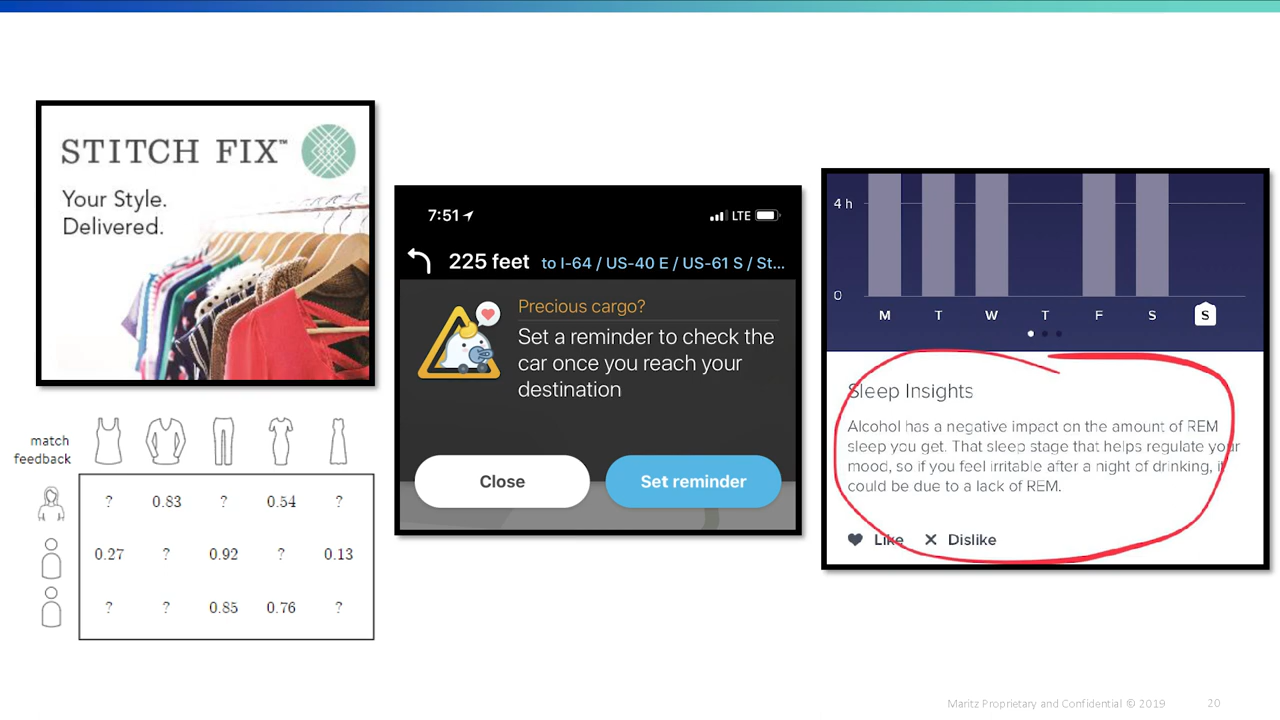 STITCH FIX™
Your Style.
Delivered.
match
feedback
? 0.83 ? 0.54 ?
0.27 ? 0.92 ? 0.13
? ? 0.85 0.76 ?
7:51 LTE
225 feet to I-64 / US-40 E / US-61 S / St...
Precious cargo?
Set a reminder to check the
car once you reach your
destination
Close Set reminder
4 h
0
M T W T F S S
Sleep Insights
Alcohol has a negative impact on the amount of REM
sleep you get. That sleep stage that helps regulate your
mood, so if you feel irritable after a night of drinking, it
could be due to a lack of REM.
Like Dislike
Maritz Proprietary and Confidential © 2019 20